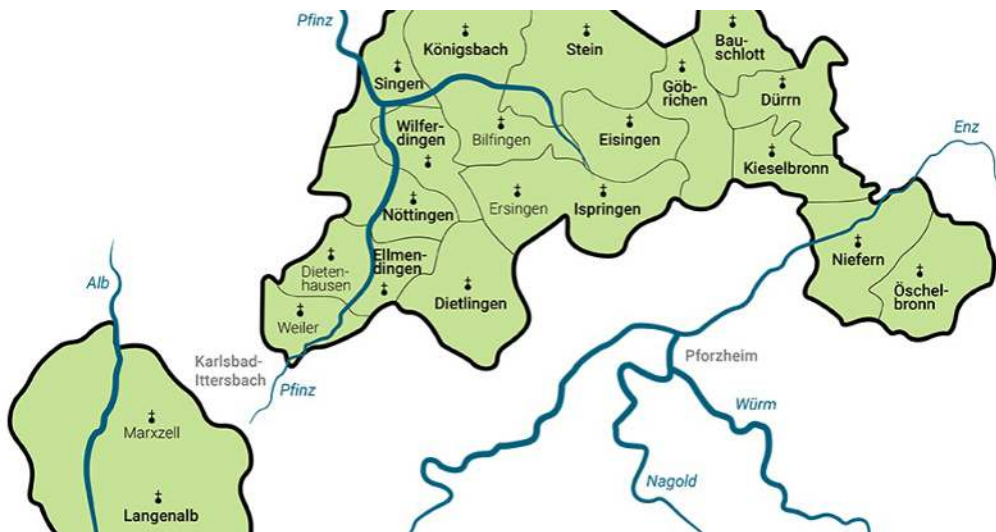 Pfinz
Königsbach
Stein
Bau-
schlott
Singen
Göb-
richen
Dürrn
Wilfer-
dingen
Bilfingen
Eisingen
Enz
Kieselbronn
Nöttingen
Ersingen
Ispringen
Ellmen-
dingen
Dieten-
hausen
Niefern
Öschel-
bronn
Alb
Dietlingen
Weiler
Karlsbad-
Ittersbach
Pfinz
Pforzheim
Würm
Marxzell
Nagold
Langenalb